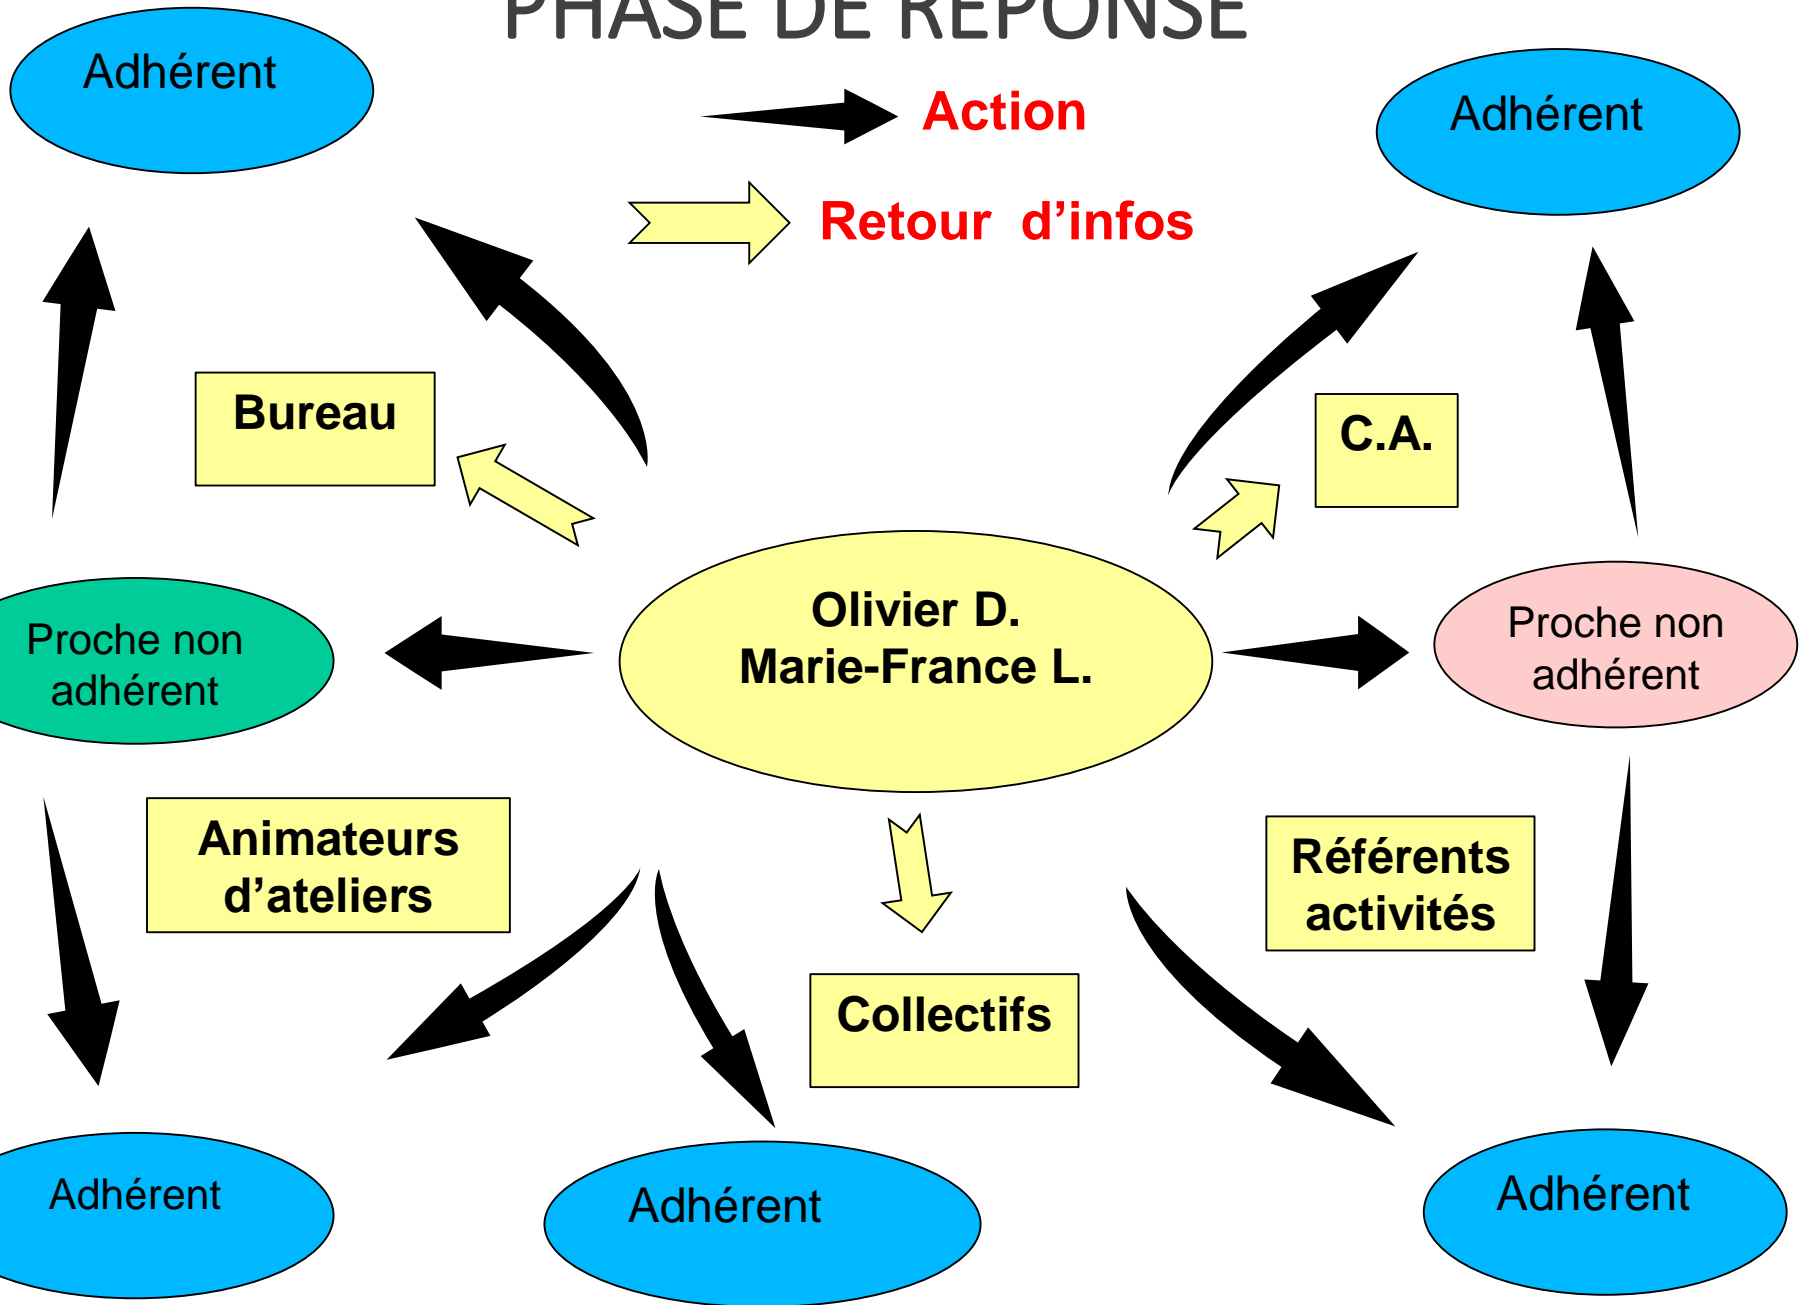 PHASE DE REPONSE
Adhérent
Action
Adhérent
Retour d’infos
Bureau
C.A.
Olivier D.
Marie-France L.
Proche non
adhérent
Proche non
adhérent
Animateurs
d’ateliers
Référents
activités
Collectifs
Adhérent
Adhérent
Adhérent